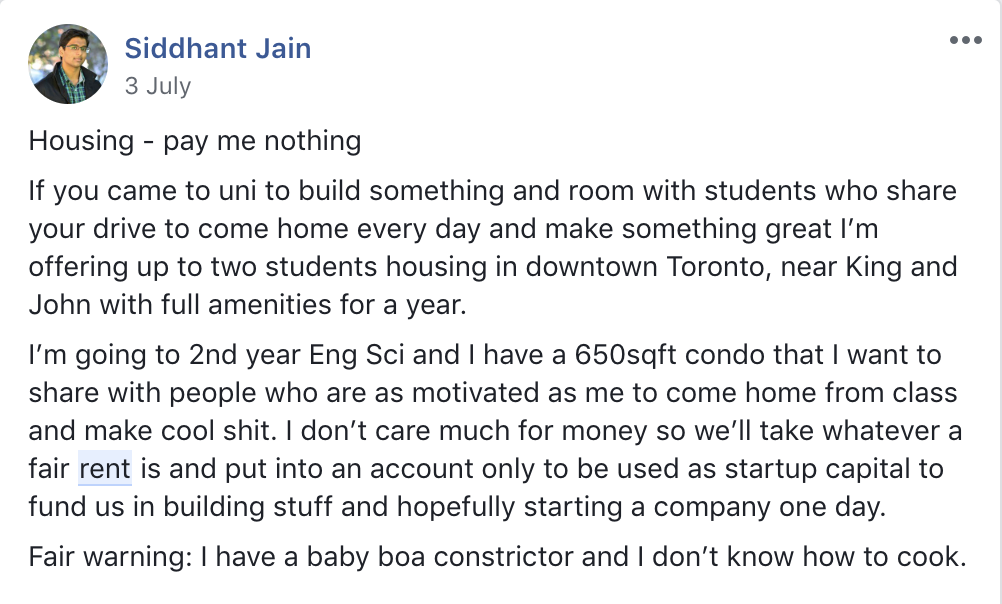 Siddhant Jain
3 July
Housing - pay me nothing
If you came to uni to build something and room with students who share
your drive to come home every day and make something great I’m
offering up to two students housing in downtown Toronto, near King and
John with full amenities for a year.
I’m going to 2nd year Eng Sci and I have a 650sqft condo that I want to
share with people who are as motivated as me to come home from class
and make cool shit. I don’t care much for money so we’ll take whatever a
fair rent is and put into an account only to be used as startup capital to
fund us in building stuff and hopefully starting a company one day.
Fair warning: I have a baby boa constrictor and I don’t know how to cook.